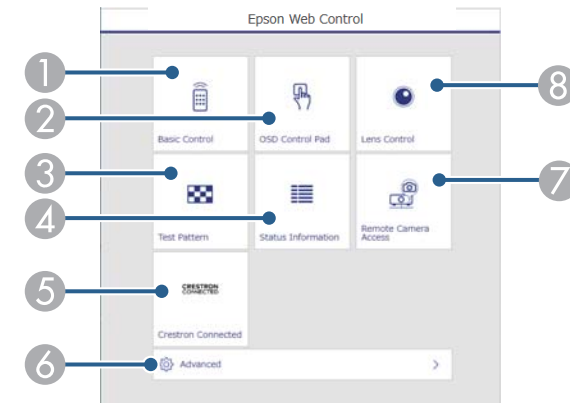 Epson Web Control
1
8
2
Basic Control
OSD Control Pad
Lens Control
3
7
4
Test Pattern
Status Information
Remote Camera
Access
5
CRESTRON
CONNECTED
Crestron Connected
6
Advanced